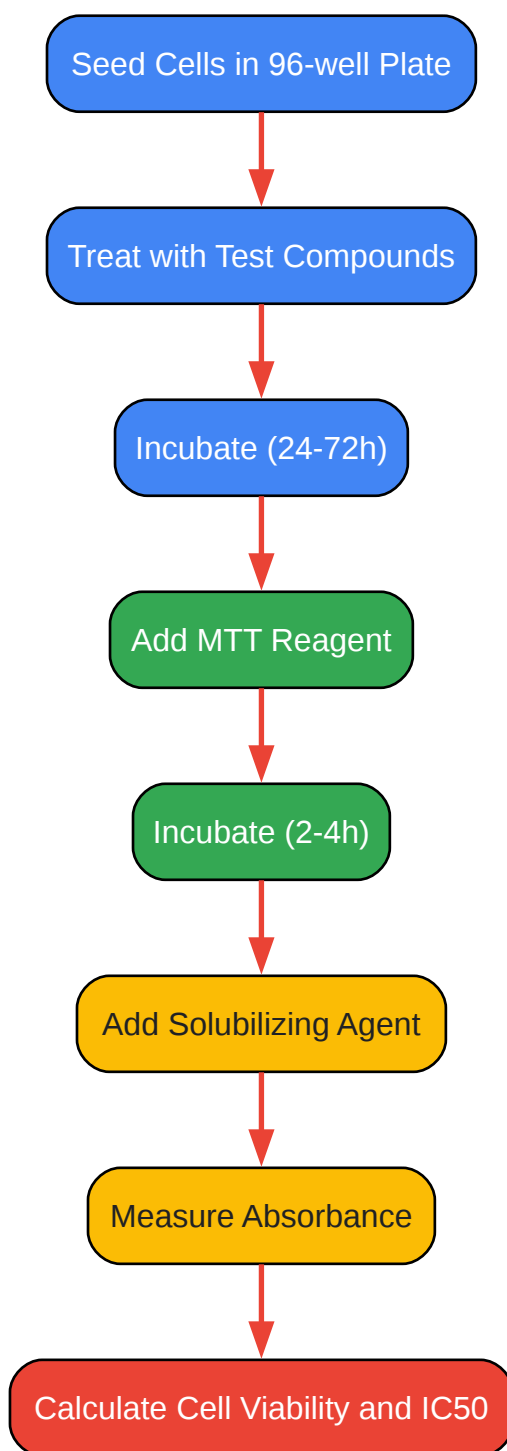 Seed Cells in 96-well Plate
Treat with Test Compounds
Incubate (24-72h)
Add MTT Reagent
Incubate (2-4h)
Add Solubilizing Agent
Measure Absorbance
Calculate Cell Viability and IC50